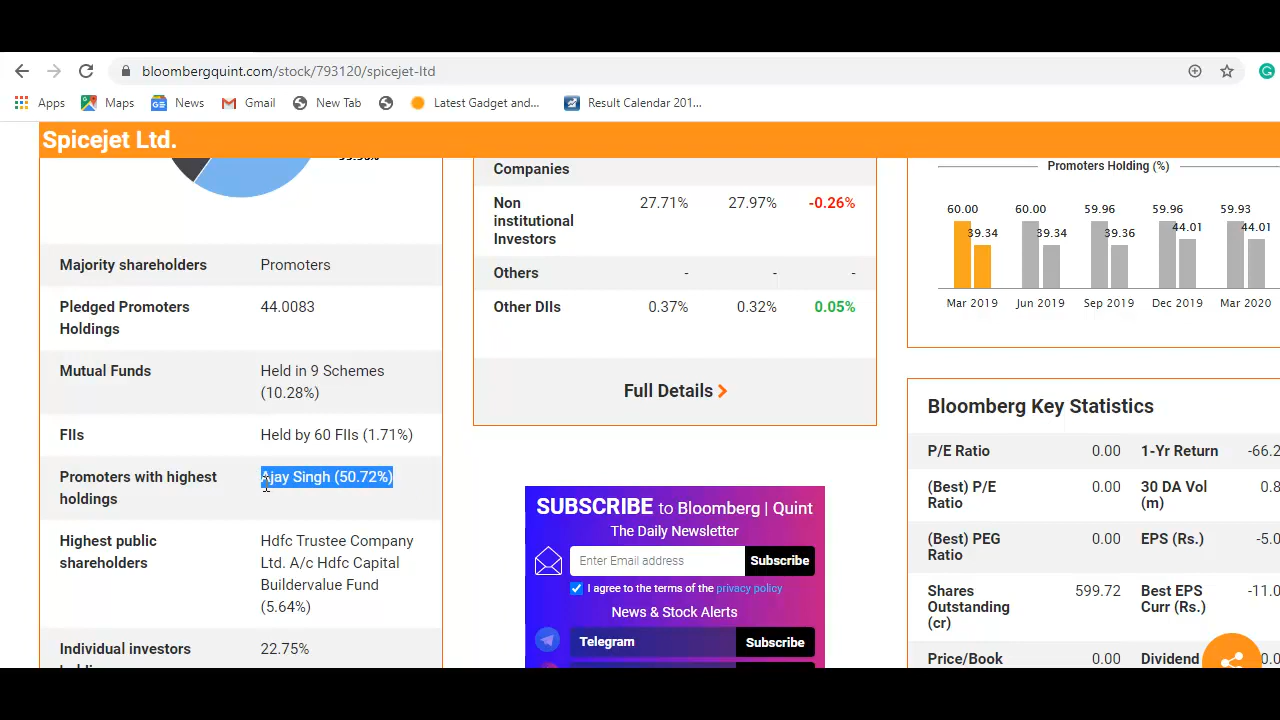 bloombergquint.com/stock/793120/spicejet-ltd
Apps Maps News Gmail New Tab Latest Gadget and... Result Calendar 201...
Spicejet Ltd.
Majority shareholders Promoters
Pledged Promoters Holdings 44.0083
Mutual Funds Held in 9 Schemes
(10.28%)
FIIs Held by 60 FIIs (1.71%)
Promoters with highest
holdings
Ajay Singh (50.72%)
Highest public
shareholders
Hdfc Trustee Company
Ltd. A/c Hdfc Capital
Buildervalue Fund
(5.64%)
Individual investors 22.75%
Companies
Non
institutional
Investors
27.71% 27.97% -0.26%
Others - - -
Other DIIs 0.37% 0.32% 0.05%
Full Details
SUBSCRIBE to Bloomberg | Quint
The Daily Newsletter
Enter Email address Subscribe
I agree to the terms of the privacy policy
News & Stock Alerts
Telegram Subscribe
Promoters Holding (%)
60.00 60.00 59.96 59.96 59.93
39.34 39.34 39.36 44.01 44.01
Mar 2019 Jun 2019 Sep 2019 Dec 2019 Mar 2020
Bloomberg Key Statistics
P/E Ratio 0.00 1-Yr Return -66.2
(Best) P/E
Ratio
0.00 30 DA Vol
(m)
0.8
(Best) PEG
Ratio
0.00 EPS (Rs.) -5.0
Shares
Outstanding
(cr)
599.72 Best EPS
Curr (Rs.)
-11.0
Price/Book 0.00 Dividend